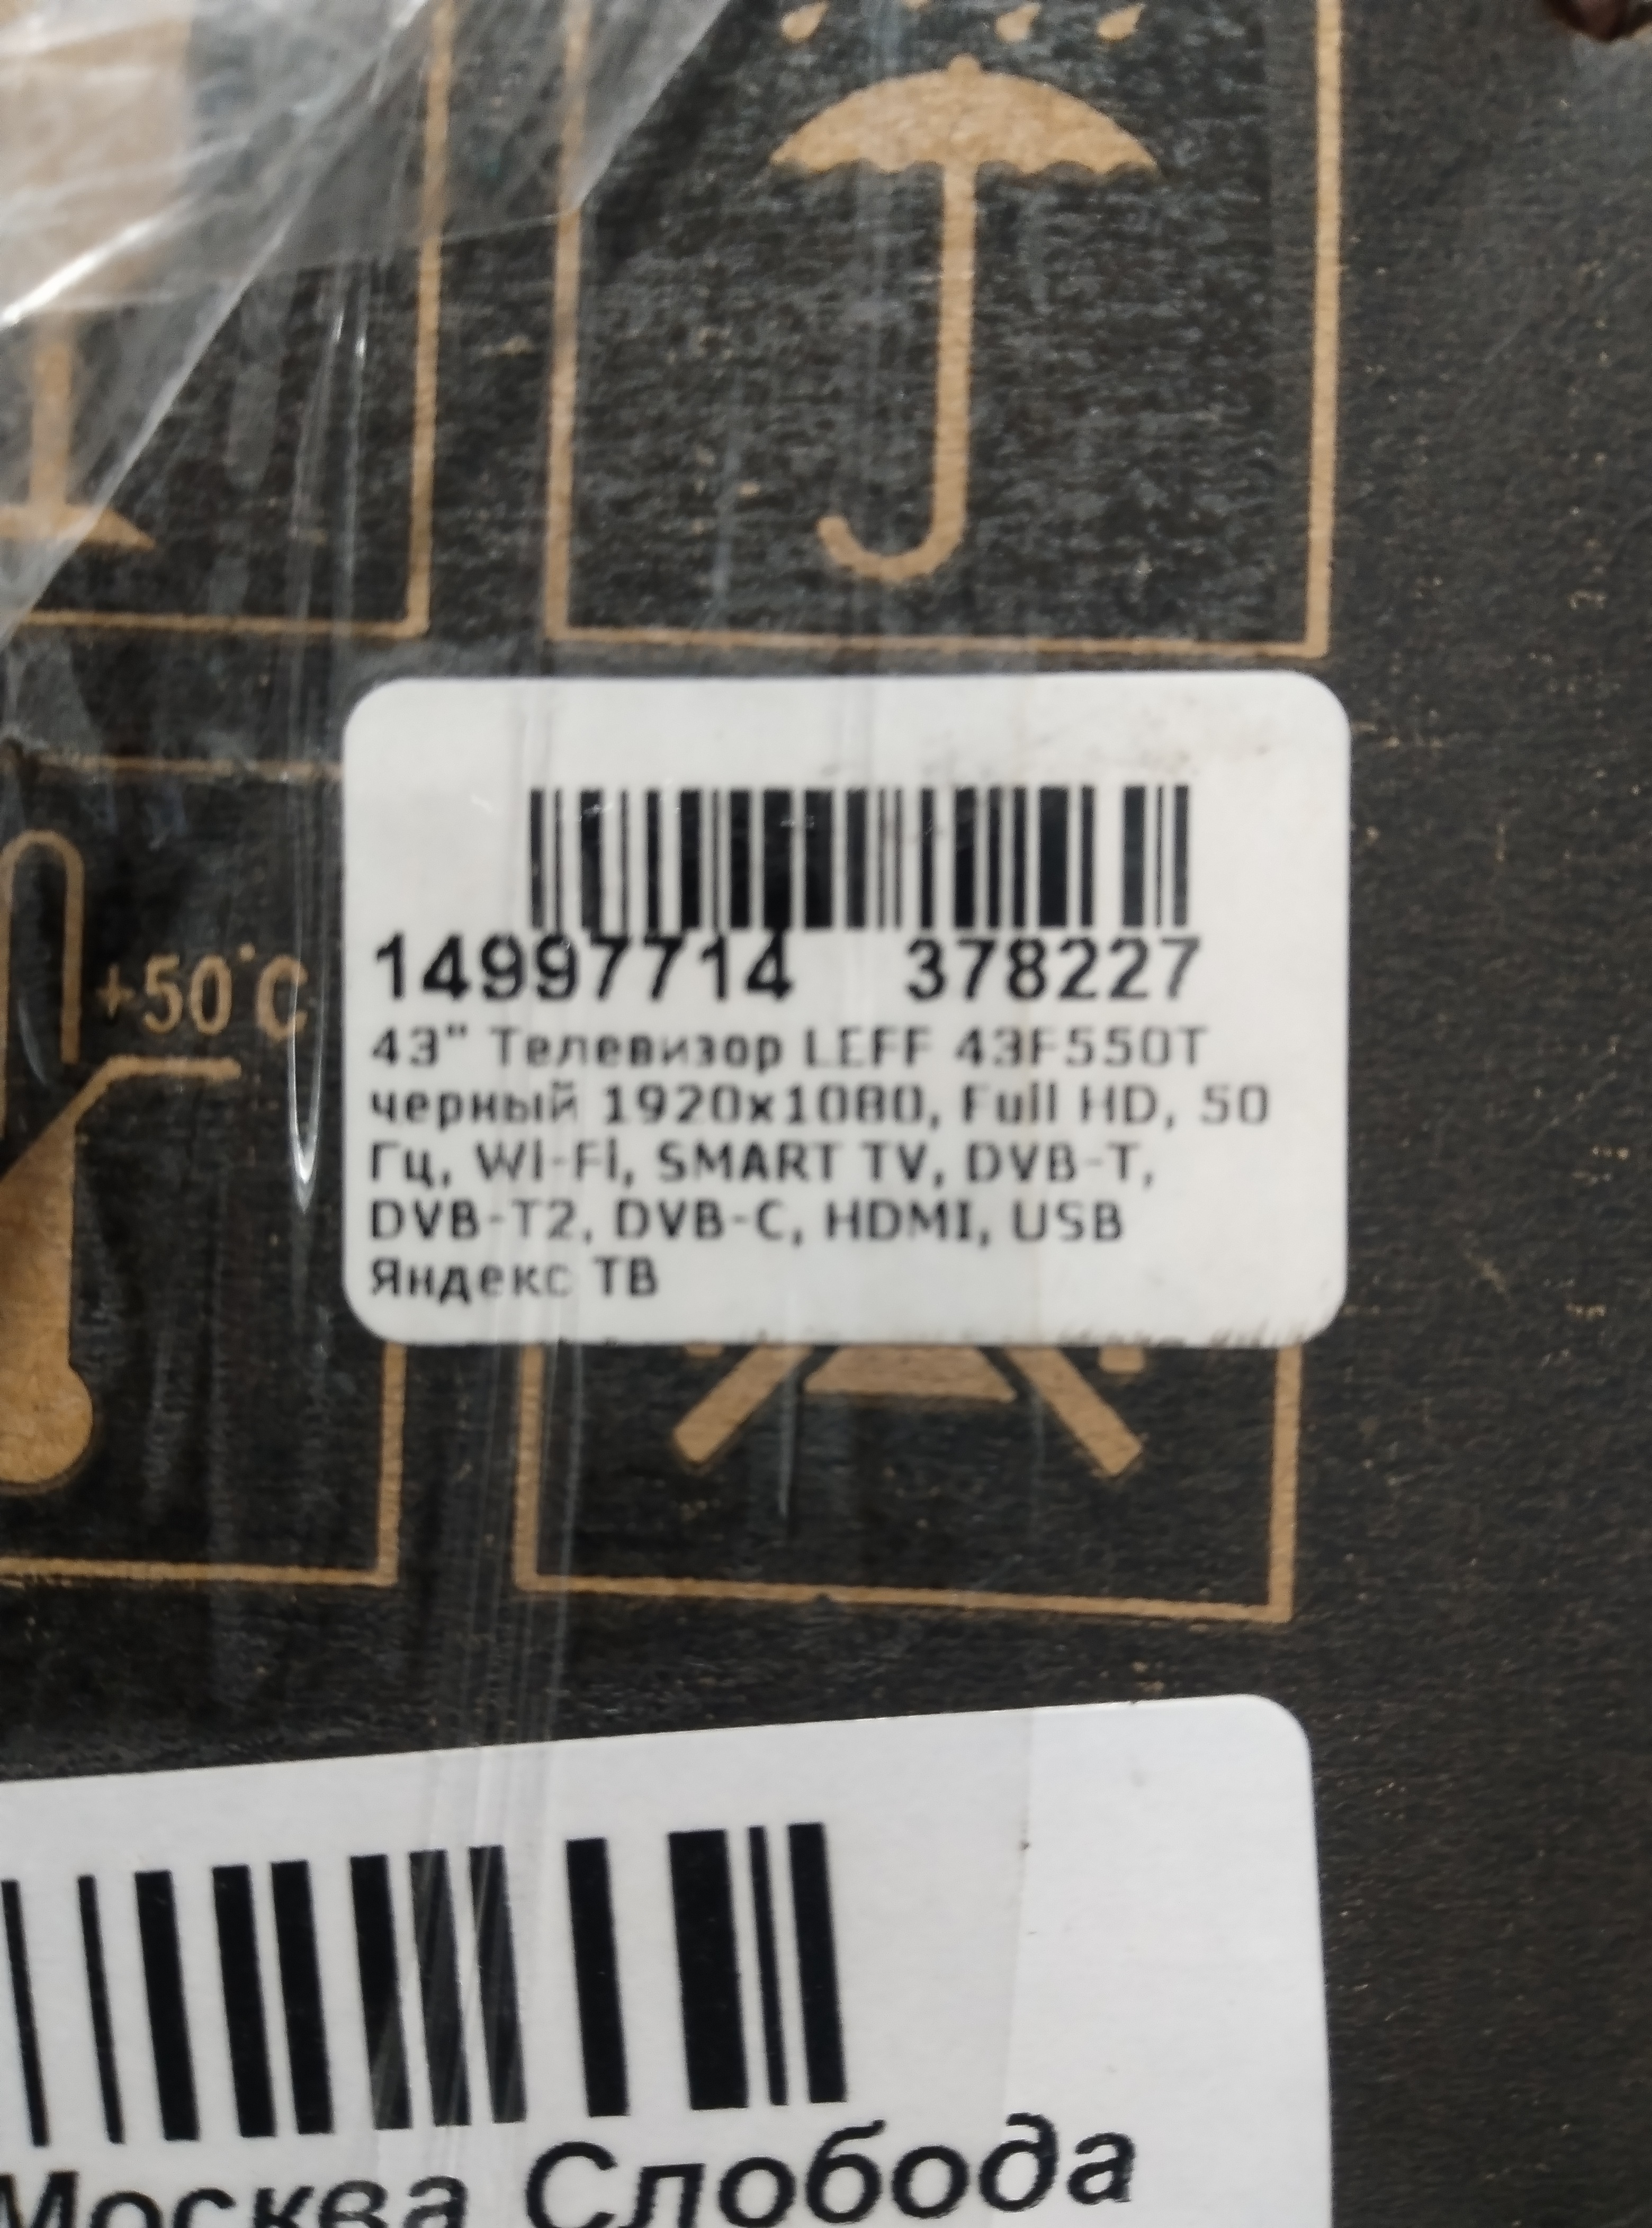 +50°C
14997714 378227
43" Телевизор LEFF 43F550T
черный 1920x1080, Full HD, 50
Гц, Wi-Fi, SMART TV, DVB-T,
DVB-T2, DVB-C, HDMI, USB
Яндекс ТВ
Москва Слобода